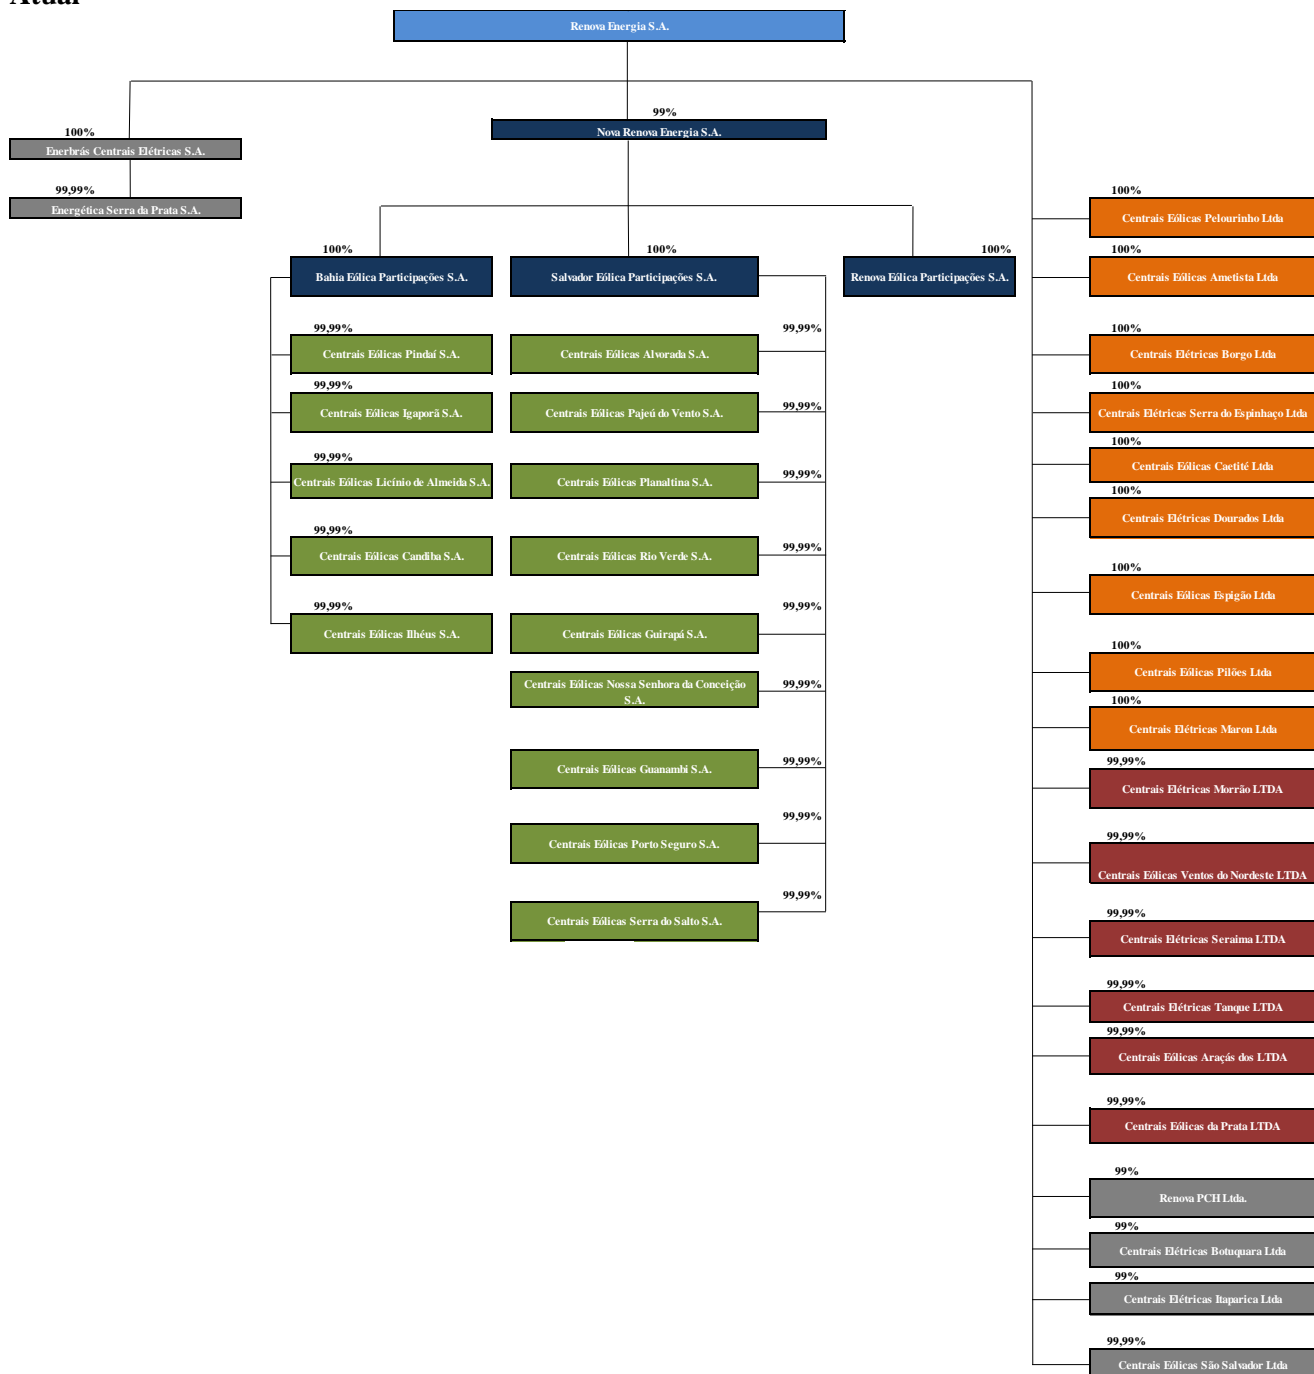 Atual
Renova Energia S.A.
100%
Enerbrás Centrais Elétricas S.A.
99,99%
Energética Serra da Prata S.A.
99%
Nova Renova Energia S.A.
100%
Bahia Eólica Participações S.A.
99,99%
Centrais Eólicas Pindaí S.A.
99,99%
Centrais Eólicas Igaporã S.A.
99,99%
Centrais Eólicas Licínio de Almeida S.A.
99,99%
Centrais Eólicas Candiba S.A.
99,99%
Centrais Eólicas Ilhéus S.A.
100%
Salvador Eólica Participações S.A.
99,99%
Centrais Eólicas Alvorada S.A.
99,99%
Centrais Eólicas Pajeú do Vento S.A.
99,99%
Centrais Eólicas Planaltina S.A.
99,99%
Centrais Eólicas Rio Verde S.A.
99,99%
Centrais Eólicas Guirapá S.A.
99,99%
Centrais Eólicas Nossa Senhora da Conceição
S.A.
99,99%
Centrais Eólicas Guanambi S.A.
99,99%
Centrais Eólicas Porto Seguro S.A.
99,99%
Centrais Eólicas Serra do Salto S.A.
100%
Renova Eólica Participações S.A.
100%
Centrais Eólicas Pelourinho Ltda
100%
Centrais Eólicas Ametista Ltda
100%
Centrais Elétricas Borgo Ltda
100%
Centrais Elétricas Serra do Espinhaço Ltda
100%
Centrais Eólicas Caetité Ltda
100%
Centrais Elétricas Dourados Ltda
100%
Centrais Eólicas Espigão Ltda
100%
Centrais Eólicas Pilões Ltda
100%
Centrais Elétricas Maron Ltda
99,99%
Centrais Elétricas Morrão LTDA
99,99%
Centrais Eólicas Ventos do Nordeste LTDA
99,99%
Centrais Elétricas Seraima LTDA
99,99%
Centrais Elétricas Tanque LTDA
99,99%
Centrais Eólicas Araçás dos LTDA
99,99%
Centrais Eólicas da Prata LTDA
99%
Renova PCH Ltda.
99%
Centrais Elétricas Botuquara Ltda
99%
Centrais Elétricas Itaparica Ltda
99,99%
Centrais Eólicas São Salvador Ltda